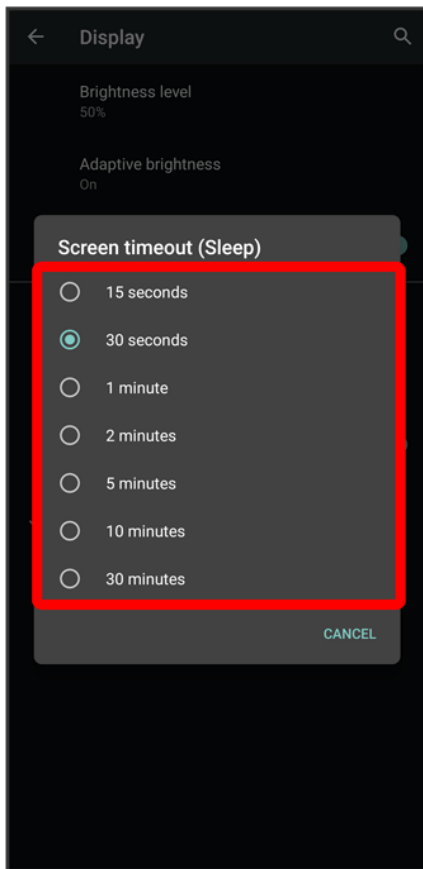 Display
Brightness level
50%
Adaptive brightness
On
Screen timeout (Sleep)
15 seconds
30 seconds
1 minute
2 minutes
5 minutes
10 minutes
30 minutes
CANCEL